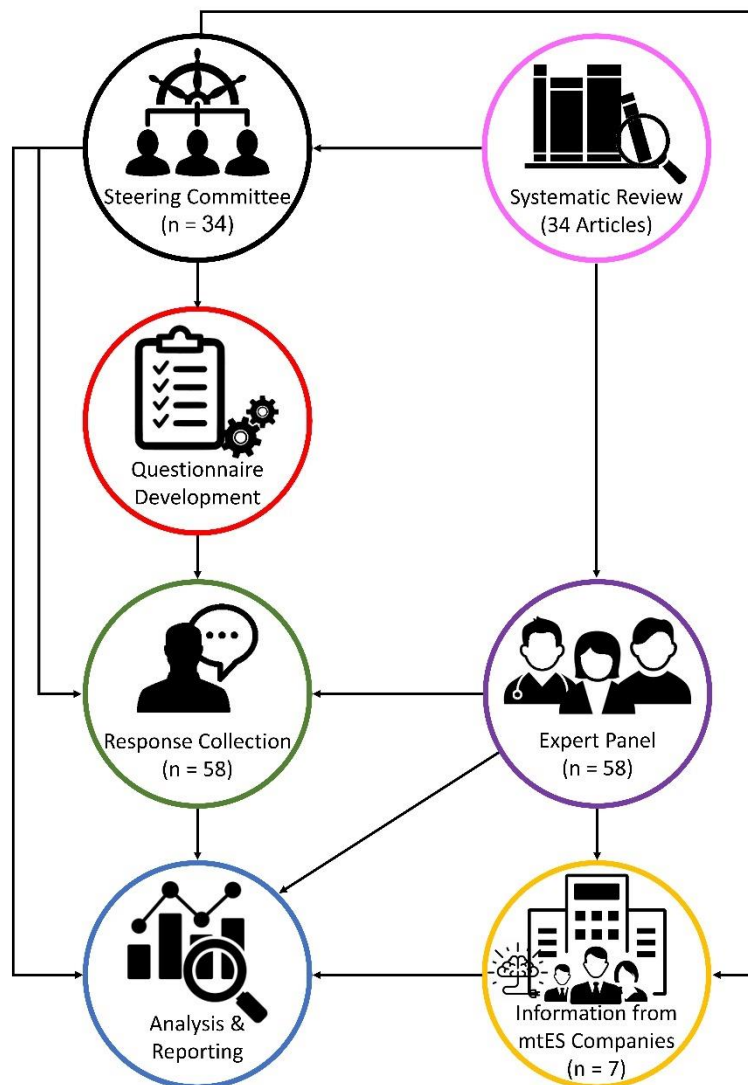 Steering Committee
(n = 34)
Systematic Review
(34 Articles)
Questionnaire
Development
Response Collection
(n = 58)
Expert Panel
(n = 58)
Analysis &
Reporting
Information from
mtES Companies
(n = 7)